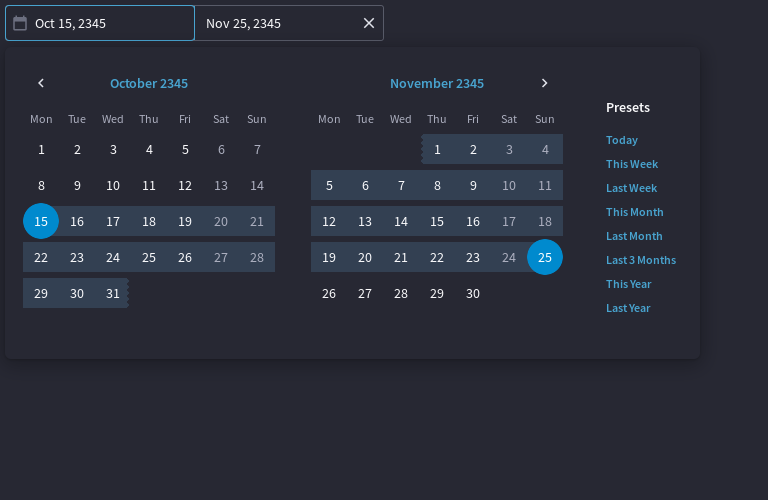 Oct 15, 2345
Nov 25, 2345
October 2345
Mon Tue Wed Thu Fri Sat Sun
1 2 3 4 5 6 7
8 9 10 11 12 13 14
15 16 17 18 19 20 21
22 23 24 25 26 27 28
29 30 31
November 2345
Mon Tue Wed Thu Fri Sat Sun
1 2 3 4
5 6 7 8 9 10 11
12 13 14 15 16 17 18
19 20 21 22 23 24 25
26 27 28 29 30
Presets
Today
This Week
Last Week
This Month
Last Month
Last 3 Months
This Year
Last Year